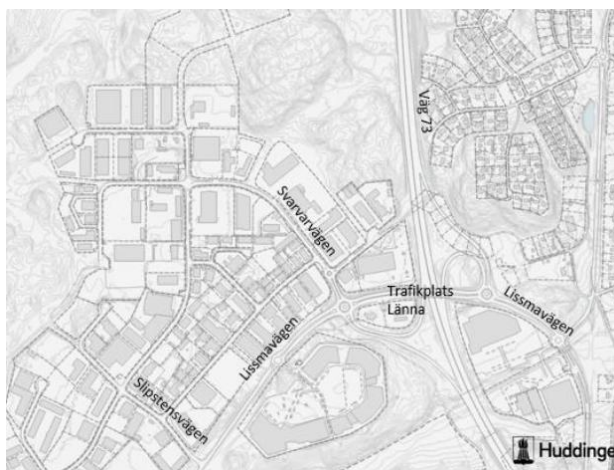 Väg 73
Svarvarvägen
Trafikplats
Länna
Lissmavägen
Lissmavägen
Slipstensvägen
Huddinge